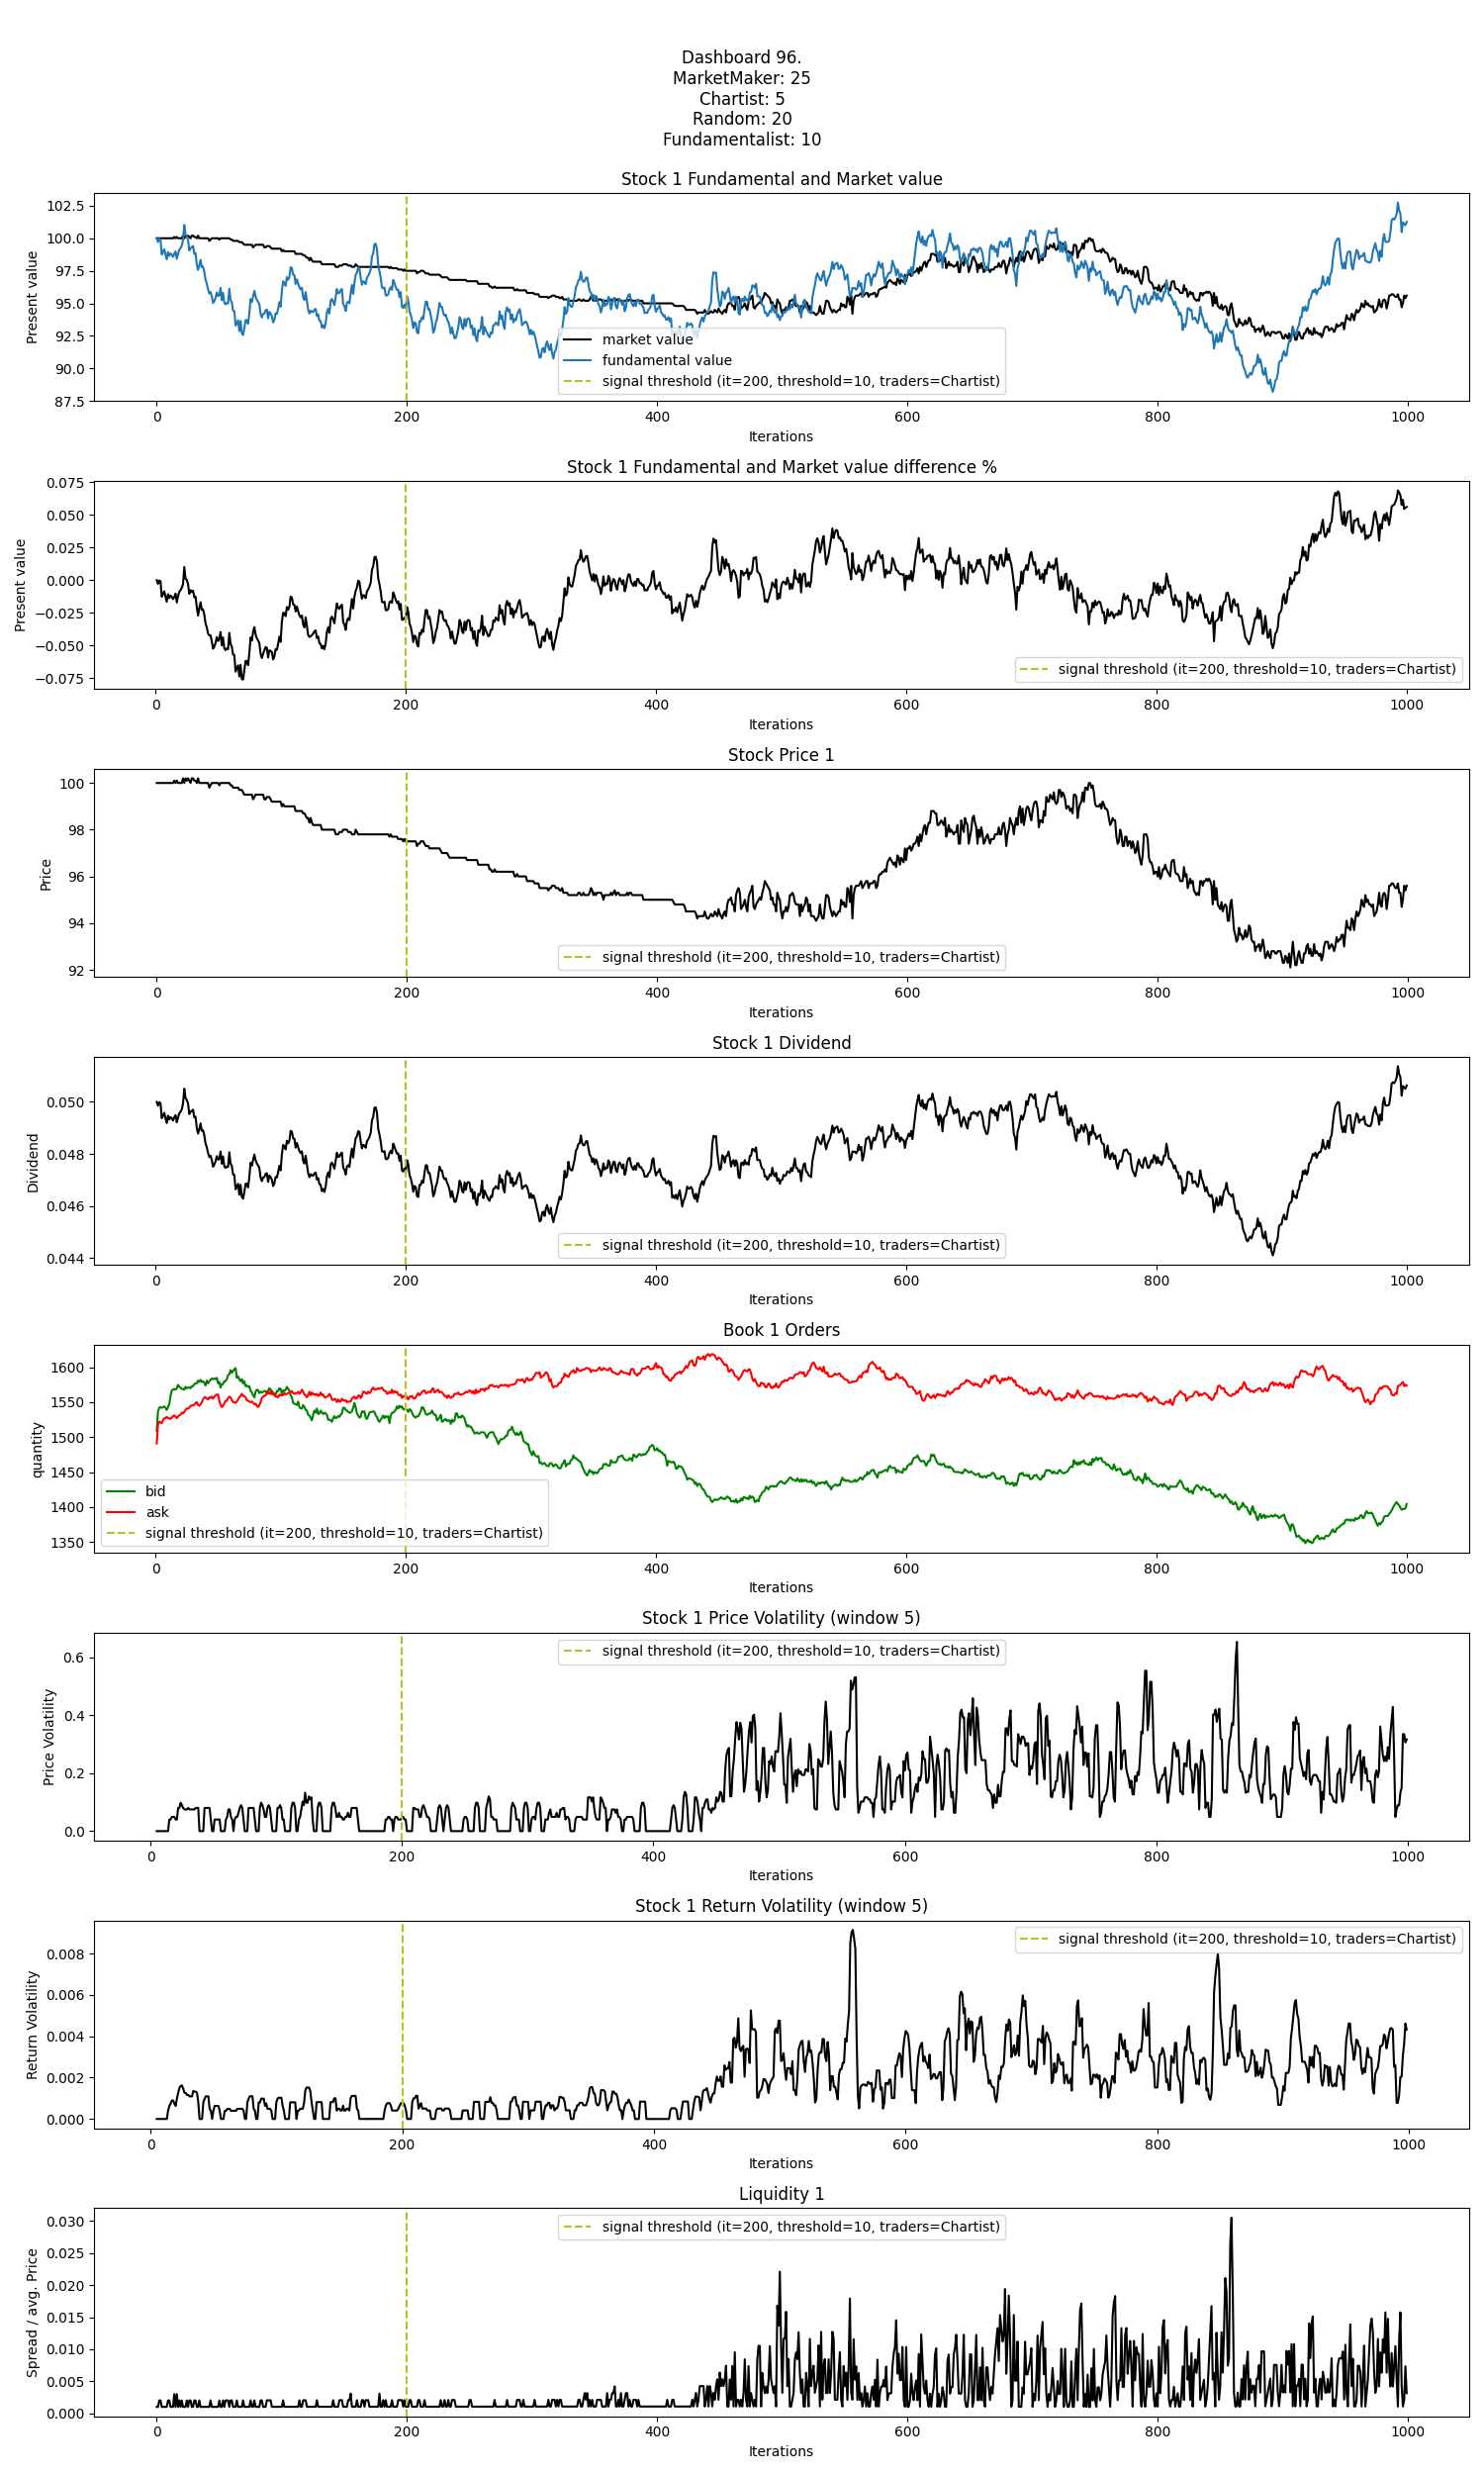 Dashboard 96.
MarketMaker: 25
Chartist: 5
Random: 20
Fundamentalist: 10
Stock 1 Fundamental and Market value
102.5
100.0
97.5
95.0
92.5
90.0
87.5
Present value
market value
fundamental value
signal threshold (it=200, threshold=10, traders=Chartist)
0 200 400 600 800 1000
Iterations
Stock 1 Fundamental and Market value difference %
0.075
0.050
0.025
0.000
−0.025
−0.050
−0.075
Present value
signal threshold (it=200, threshold=10, traders=Chartist)
0 200 400 600 800 1000
Iterations
Stock Price 1
100
98
96
94
92
Price
signal threshold (it=200, threshold=10, traders=Chartist)
0 200 400 600 800 1000
Iterations
Stock 1 Dividend
0.050
0.048
0.046
0.044
Dividend
signal threshold (it=200, threshold=10, traders=Chartist)
0 200 400 600 800 1000
Iterations
Book 1 Orders
1600
1550
1500
1450
1400
1350
quantity
bid
ask
signal threshold (it=200, threshold=10, traders=Chartist)
0 200 400 600 800 1000
Iterations
Stock 1 Price Volatility (window 5)
signal threshold (it=200, threshold=10, traders=Chartist)
0.6
0.4
0.2
0.0
Price Volatility
0 200 400 600 800 1000
Iterations
Stock 1 Return Volatility (window 5)
signal threshold (it=200, threshold=10, traders=Chartist)
0.008
0.006
0.004
0.002
0.000
Return Volatility
0 200 400 600 800 1000
Iterations
Liquidity 1
signal threshold (it=200, threshold=10, traders=Chartist)
0.030
0.025
0.020
0.015
0.010
0.005
0.000
Spread / avg. Price
0 200 400 600 800 1000
Iterations